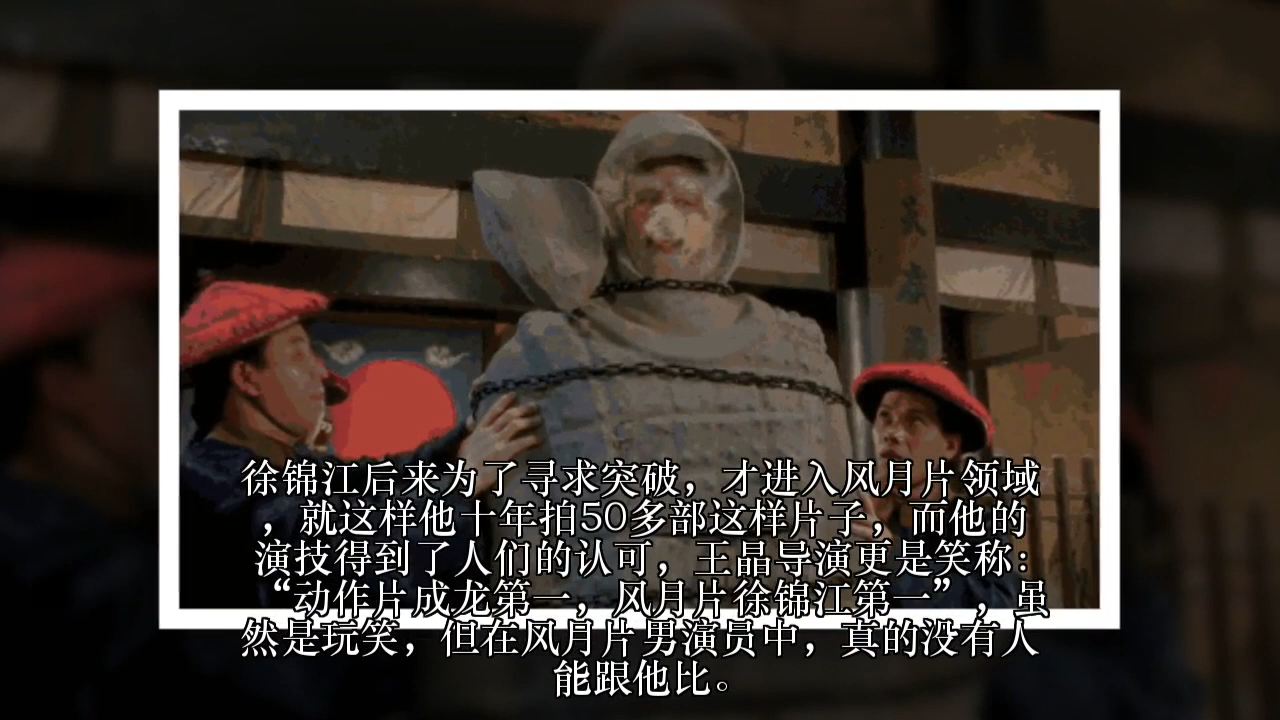 徐锦江后来为了寻求突破，才进入风月片领域
，就这样他十年拍50多部这样片子，而他的
演技得到了人们的认可，王晶导演更是笑称：
“动作片成龙第一，风月片徐锦江第一”，虽
然是玩笑，但在风月片男演员中，真的没有人
能跟他比。